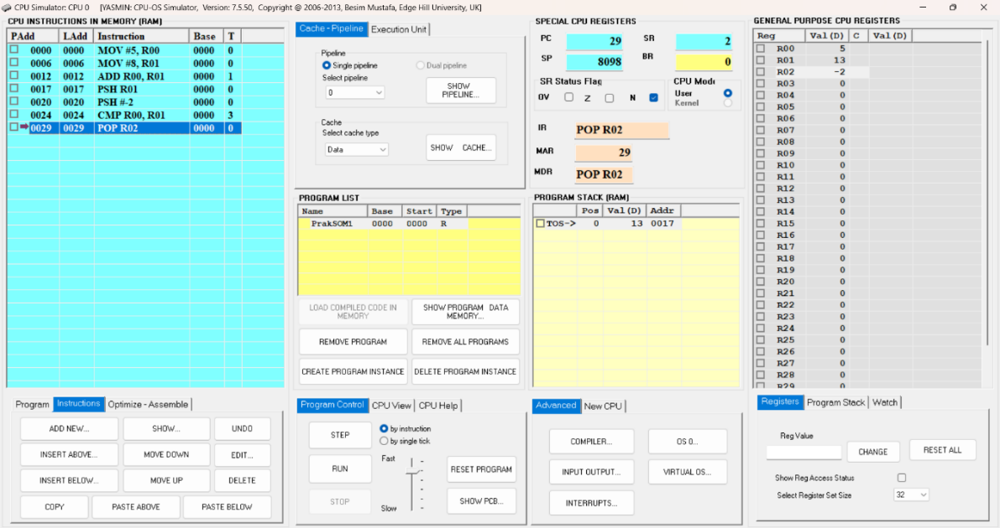 CPU Simulator: CPU 0 [YASMIN: CPU-OS Simulator, Version: 7.5.50, Copyright @ 2006-2013, Besim Mustafa, Edge Hill University, UK]
CPU INSTRUCTIONS IN MEMORY (RAM)
PAdd LAdd Instruction Base T
0000 0000 MOV #5, R00 0000 0
0006 0006 MOV #8, R01 0000 0
0012 0012 ADD R00, R01 0000 1
0017 0017 PSH R01 0000 0
0020 0020 PSH #-2 0000 0
0024 0024 CMP R00, R01 0000 3
0029 0029 POP R02 0000 0
Program Instructions Optimize - Assemble
ADD NEW... SHOW... UNDO
INSERT ABOVE... MOVE DOWN EDIT...
INSERT BELOW... MOVE UP DELETE
COPY PASTE ABOVE PASTE BELOW
Cache - Pipeline Execution Unit
Pipeline
Single pipeline Dual pipeline
Select pipeline
0
SHOW
PIPELINE...
Cache
Select cache type
Data
SHOW CACHE...
PROGRAM LIST
Name Base Start Type
PrakSOM1 0000 0000 R
LOAD COMPILED CODE IN
MEMORY
SHOW PROGRAM DATA
MEMORY...
REMOVE PROGRAM REMOVE ALL PROGRAMS
CREATE PROGRAM INSTANCE DELETE PROGRAM INSTANCE
Program Control CPU View CPU Help
STEP
by instruction
by single tick
RUN
Fast
RESET PROGRAM
STOP
Slow
SHOW PCB...
SPECIAL CPU REGISTERS
PC 29 SR 2
SP 8098 BR 0
SR Status Flag
OV Z N
CPU Mode
User
Kernel
IR POP R02
MAR 29
MDR POP R02
PROGRAM STACK (RAM)
Pos Val (D) Addr
TOS-> 0 13 0017
Advanced New CPU
COMPILER... OS 0...
INPUT OUTPUT... VIRTUAL OS...
INTERRUPTS...
GENERAL PURPOSE CPU REGISTERS
Reg Val (D) C Val (D)
R00 5
R01 13
R02 -2
R03 0
R04 0
R05 0
R06 0
R07 0
R08 0
R09 0
R10 0
R11 0
R12 0
R13 0
R14 0
R15 0
R16 0
R17 0
R18 0
R19 0
R20 0
R21 0
R22 0
R23 0
R24 0
R25 0
R26 0
R27 0
R28 0
R29 0
Registers Program Stack Watch
Reg Value
CHANGE RESET ALL
Show Reg Access Status
Select Register Set Size 32